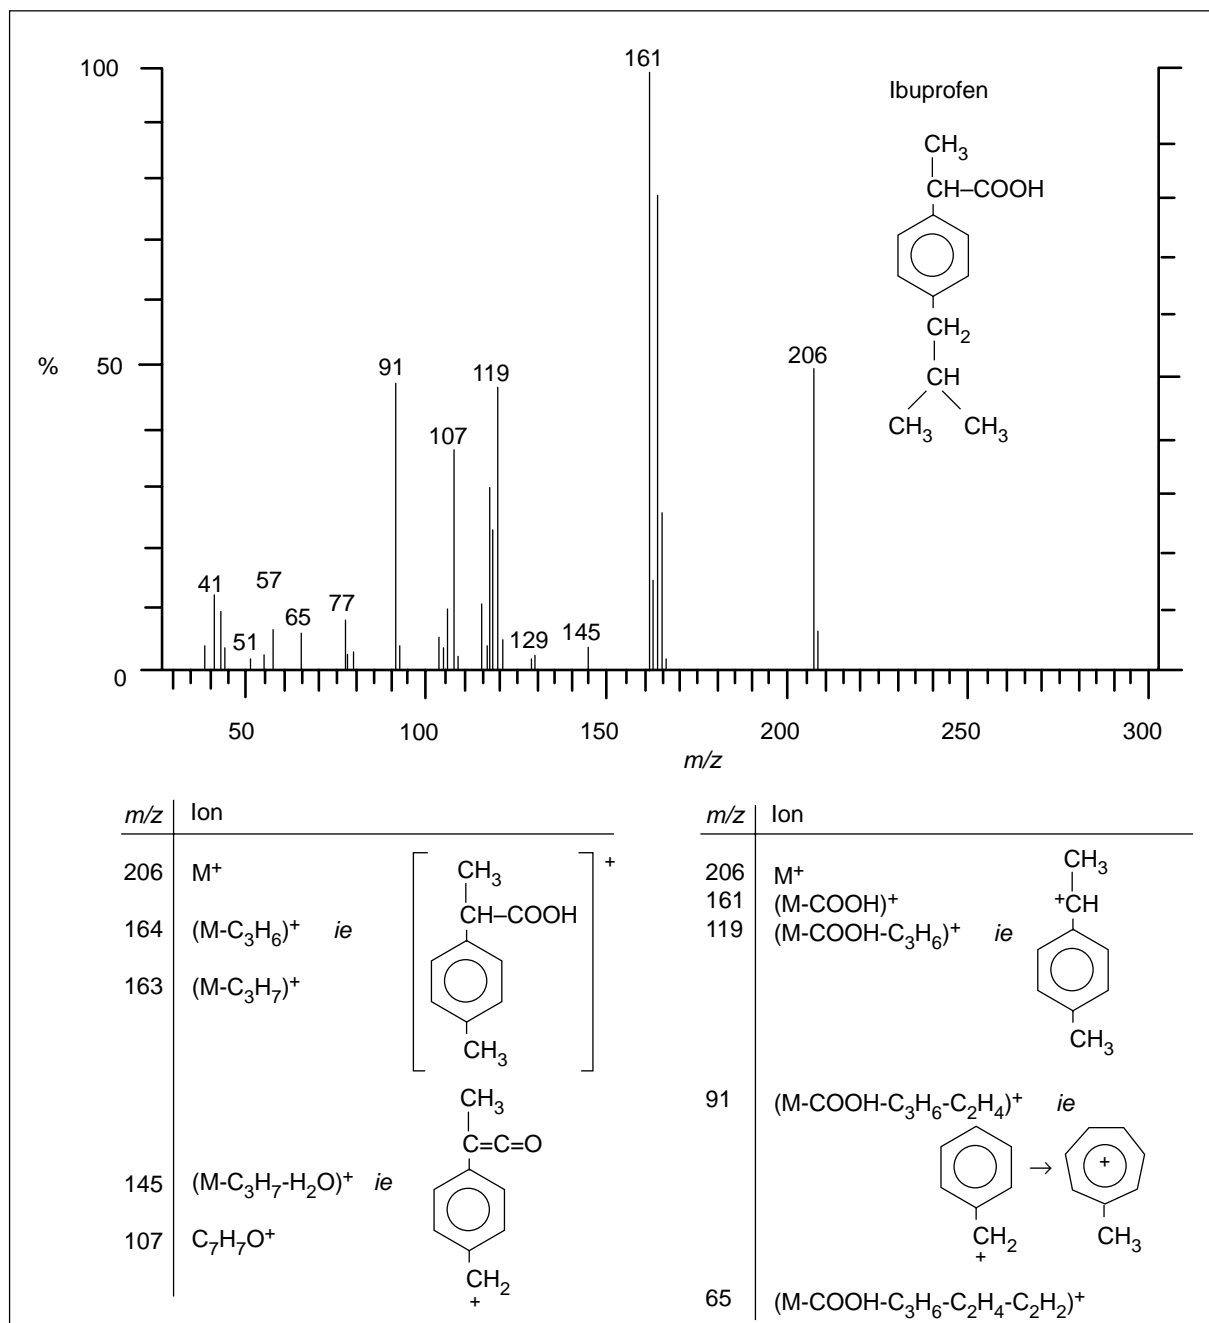 100
161
Ibuprofen
CH₃
CH–COOH
206
% 50
91
119
CH₂
107
CH
CH₃ CH₃
41
57
51
65
77
129
145
0
50 100 150 200 250 300
m/z
m/z Ion
206 M⁺
164 (M-C₃H₆)⁺ ie
163 (M-C₃H₇)⁺
+
CH₃
CH–COOH
CH₃
CH₃
C=C=O
145 (M-C₃H₇-H₂O)⁺ ie
107 C₇H₇O⁺
CH₂
+
m/z Ion
206 M⁺
161 (M-COOH)⁺
119 (M-COOH-C₃H₆)⁺ ie
CH₃
⁺CH
CH₃
91 (M-COOH-C₃H₆-C₂H₄)⁺ ie
→ +
CH₂ CH₃
+
65 (M-COOH-C₃H₆-C₂H₄-C₂H₂)⁺